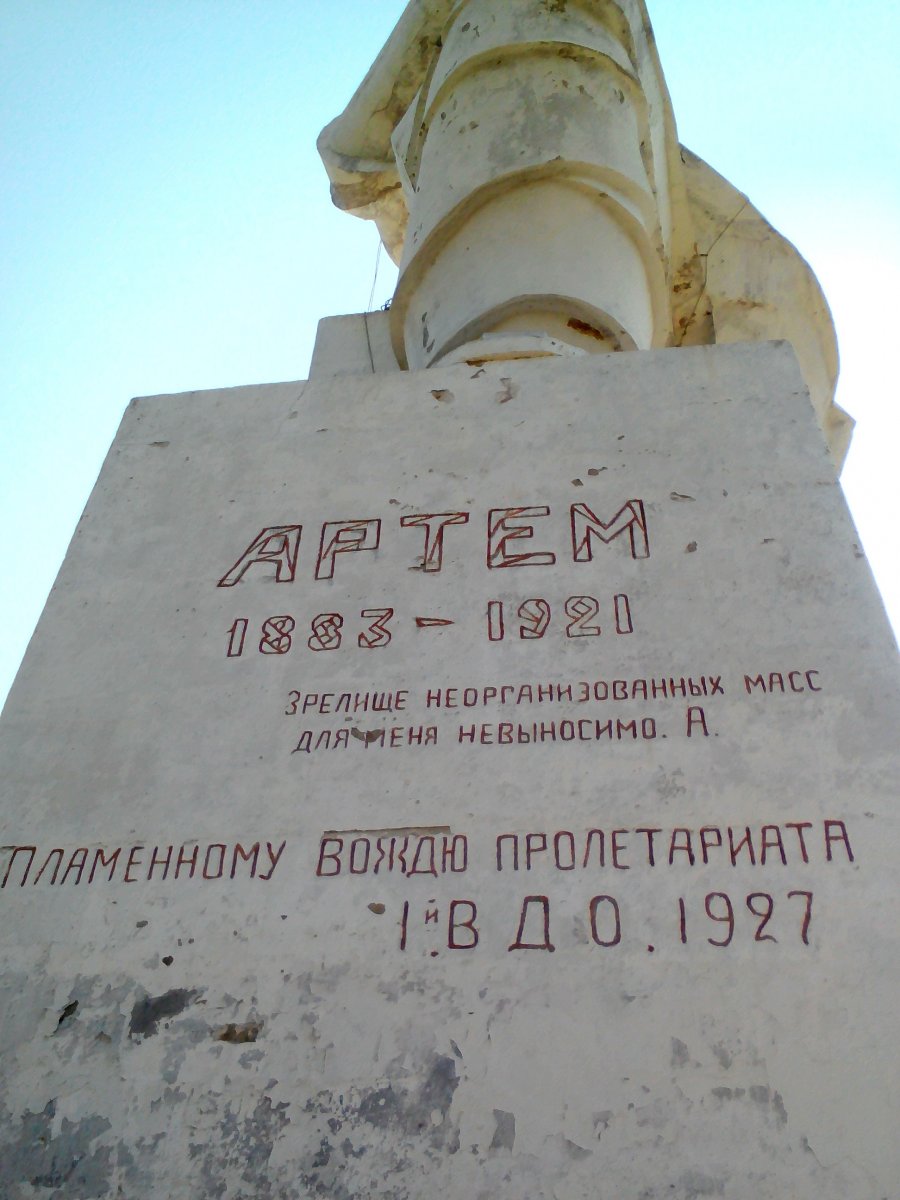 АРТЕМ
1883 - 1921
ЗРЕЛИЩЕ НЕОРГАНИЗОВАННЫХ МАСС
ДЛЯ МЕНЯ НЕВЫНОСИМО. А.
ПЛАМЕННОМУ ВОЖДЮ ПРОЛЕТАРИАТА
1й В Д О. 1927